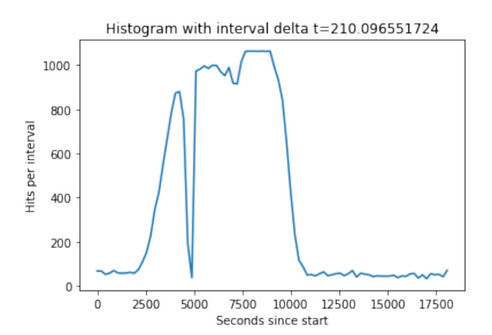 Histogram with interval delta t=210.096551724
1000
800
600
400
200
0
Hits per interval
0 2500 5000 7500 10000 12500 15000 17500
Seconds since start